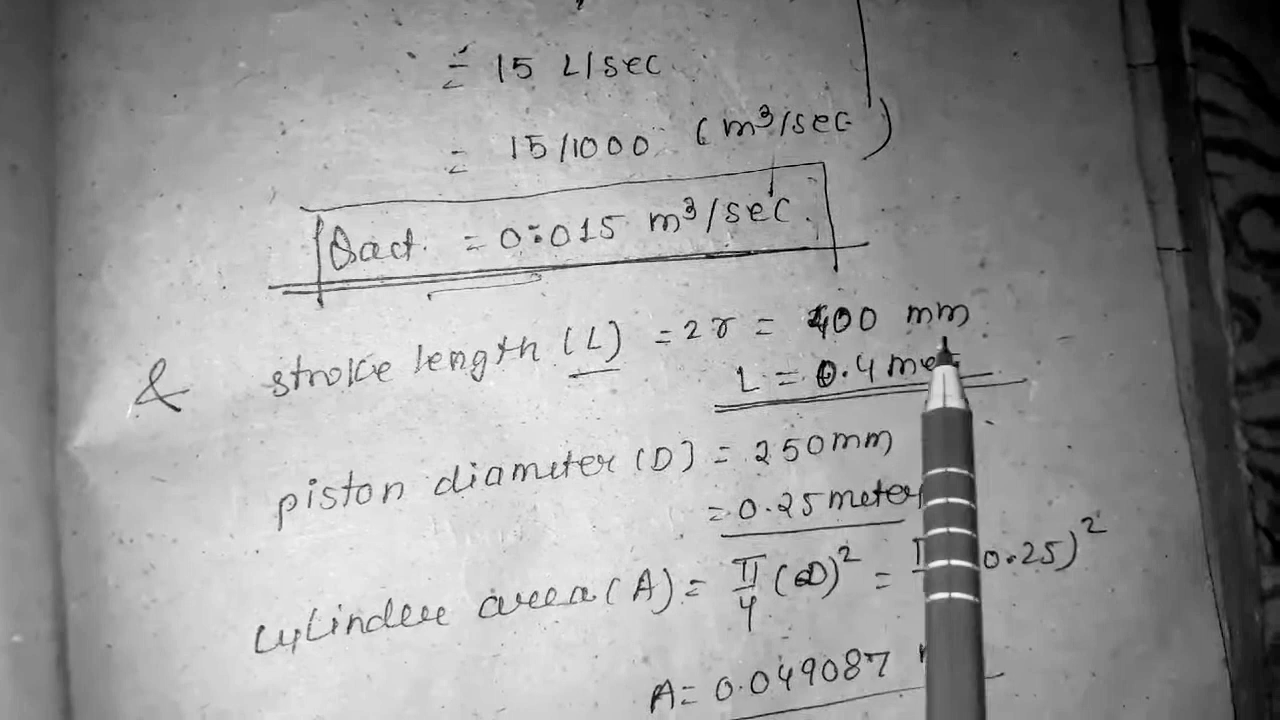 = 15 L/sec
= 15/1000 (m³/sec)
Qact. = 0.015 m³/sec.
& stroke length (L) = 2r = 400 mm
L = 0.4
piston diameter (D) = 250mm
= 0.25 meter
cylinder area (A) = π/4 (D)² = 0.25)²
A = 0.049087